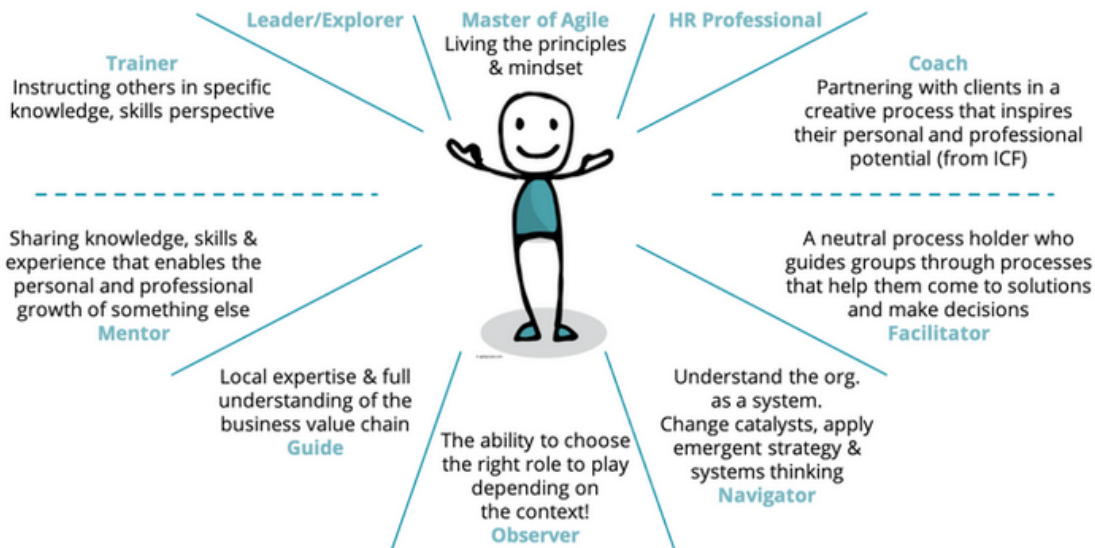 Leader/Explorer
Master of Agile
Living the principles
& mindset
HR Professional
Trainer
Instructing others in specific
knowledge, skills perspective
Coach
Partnering with clients in a
creative process that inspires
their personal and professional
potential (from ICF)
Sharing knowledge, skills &
experience that enables the
personal and professional
growth of something else
Mentor
A neutral process holder who
guides groups through processes
that help them come to solutions
and make decisions
Facilitator
Local expertise & full
understanding of the
business value chain
Guide
The ability to choose
the right role to play
depending on
the context!
Observer
Understand the org.
as a system.
Change catalysts, apply
emergent strategy &
systems thinking
Navigator